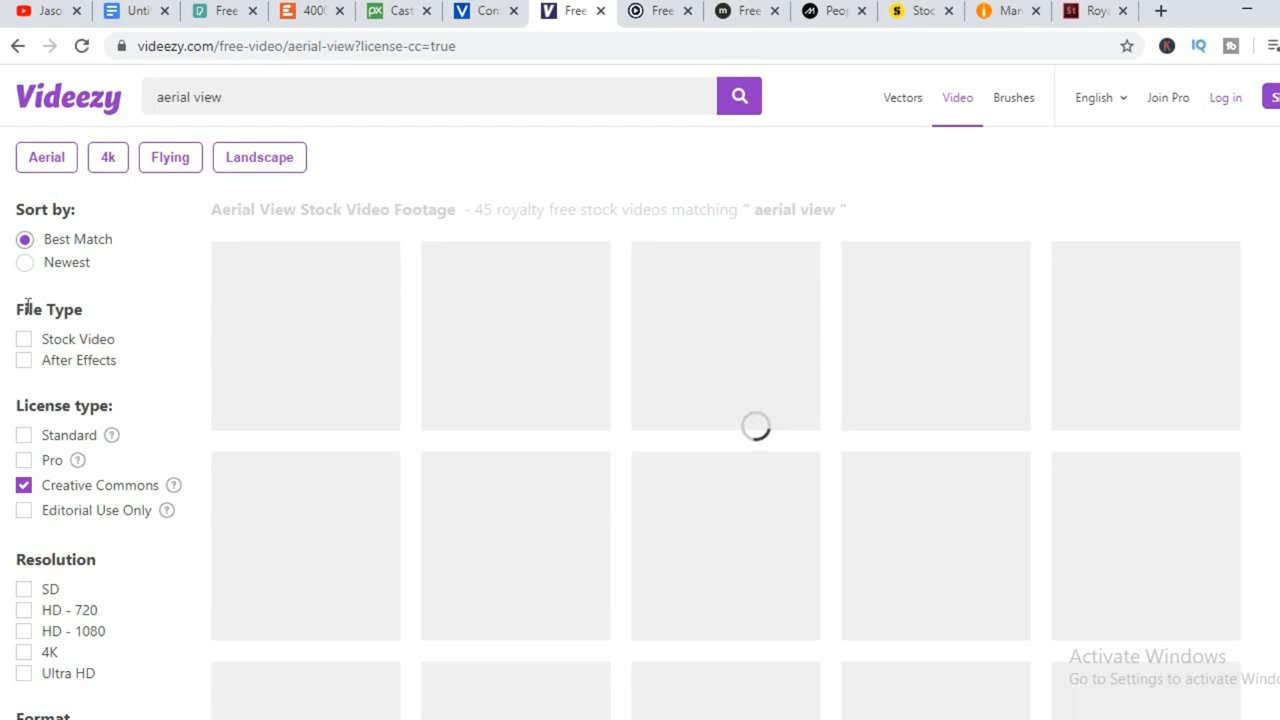 Jaso
Unti
Free
400
Cast
Con
Free
Free
Free
Peop
Stoc
Man
Roya
videezy.com/free-video/aerial-view?license-cc=true
Videezy
aerial view
Vectors
Video
Brushes
English
Join Pro
Log in
Aerial
4k
Flying
Landscape
Sort by:
Best Match
Newest
Aerial View Stock Video Footage - 45 royalty free stock videos matching “ aerial view ”
File Type
Stock Video
After Effects
License type:
Standard ?
Pro ?
Creative Commons ?
Editorial Use Only ?
Resolution
SD
HD - 720
HD - 1080
4K
Ultra HD
Format
Activate Windows
Go to Settings to activate Windo